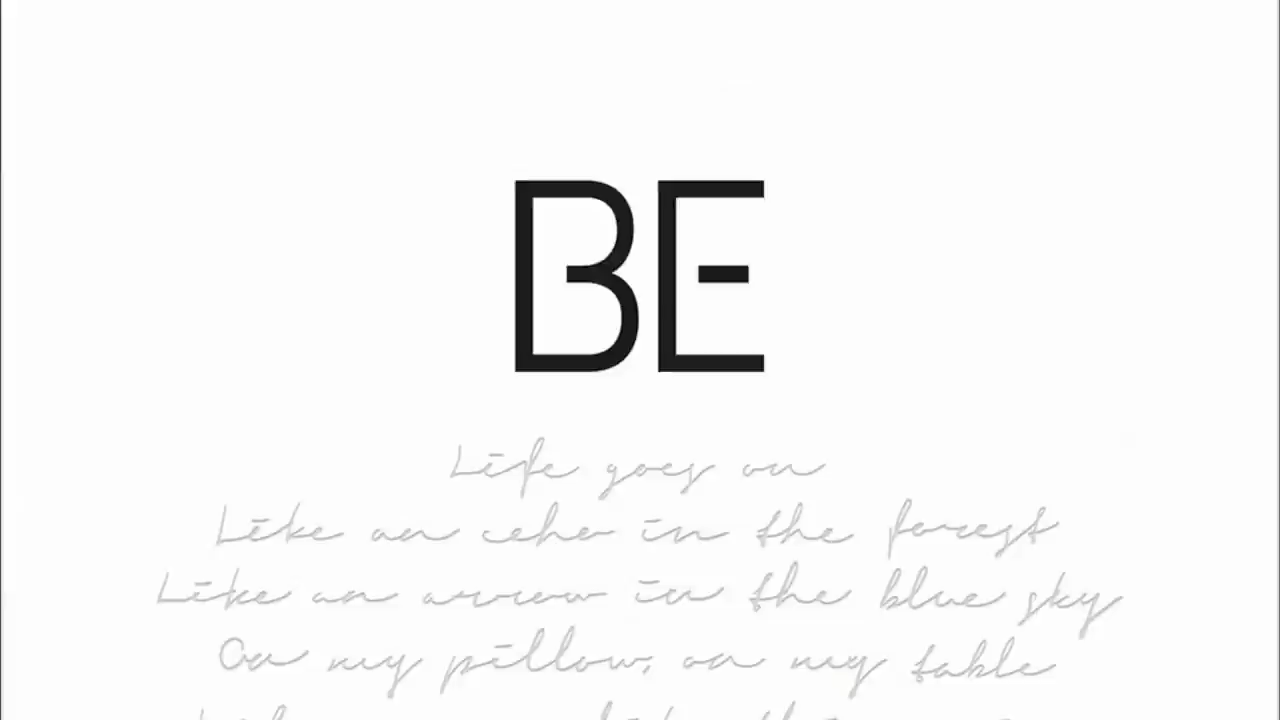 BE
Life goes on
Like an echo in the forest
Like an arrow in the blue sky
On my pillow, on my table